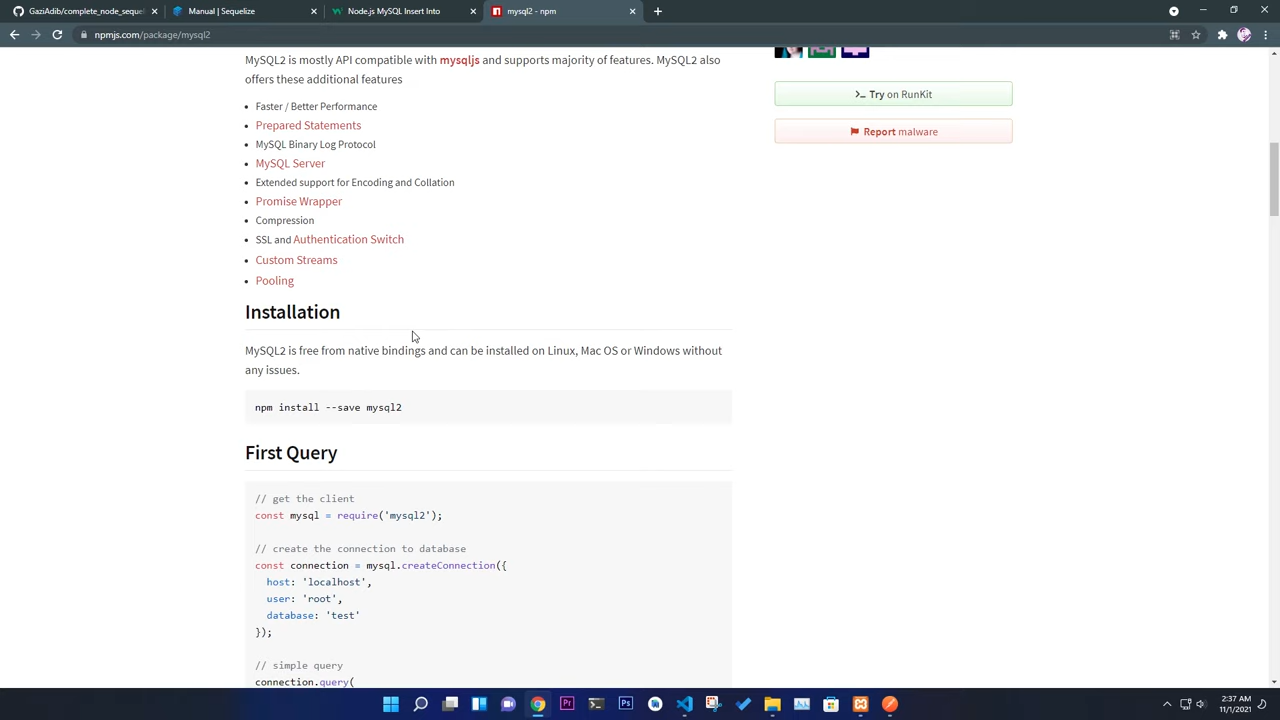 GaziAdib/complete_node_sequel
Manual | Sequelize
Node.js MySQL Insert Into
mysql2 - npm
npmjs.com/package/mysql2
MySQL2 is mostly API compatible with mysqljs and supports majority of features. MySQL2 also
offers these additional features
Faster / Better Performance
Prepared Statements
MySQL Binary Log Protocol
MySQL Server
Extended support for Encoding and Collation
Promise Wrapper
Compression
SSL and Authentication Switch
Custom Streams
Pooling
Installation
MySQL2 is free from native bindings and can be installed on Linux, Mac OS or Windows without
any issues.
npm install --save mysql2
First Query
// get the client
const mysql = require('mysql2');
// create the connection to database
const connection = mysql.createConnection({
host: 'localhost',
user: 'root',
database: 'test'
});
// simple query
connection.query(
Try on RunKit
Report malware
Pr
Ps
2:37 AM
11/1/2021